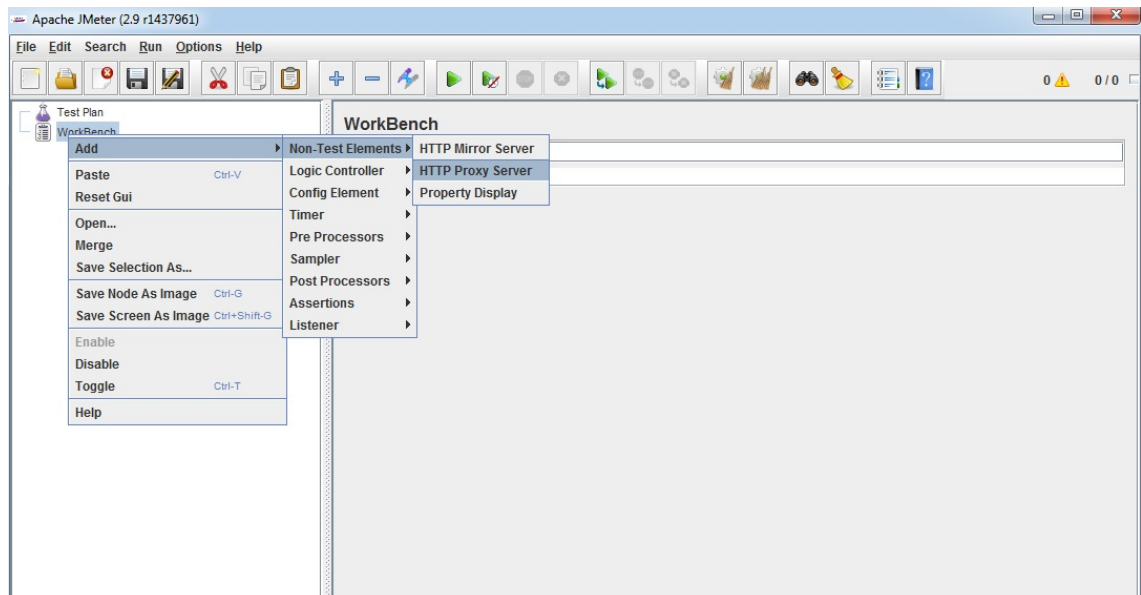 Apache JMeter (2.9 r1437961)
File Edit Search Run Options Help
0 0 / 0
Test Plan
WorkBench
WorkBench
Add
Paste Ctrl-V
Reset Gui
Open...
Merge
Save Selection As...
Save Node As Image Ctrl-G
Save Screen As Image Ctrl+Shift-G
Enable
Disable
Toggle Ctrl-T
Help
Non-Test Elements
Logic Controller
Config Element
Timer
Pre Processors
Sampler
Post Processors
Assertions
Listener
HTTP Mirror Server
HTTP Proxy Server
Property Display